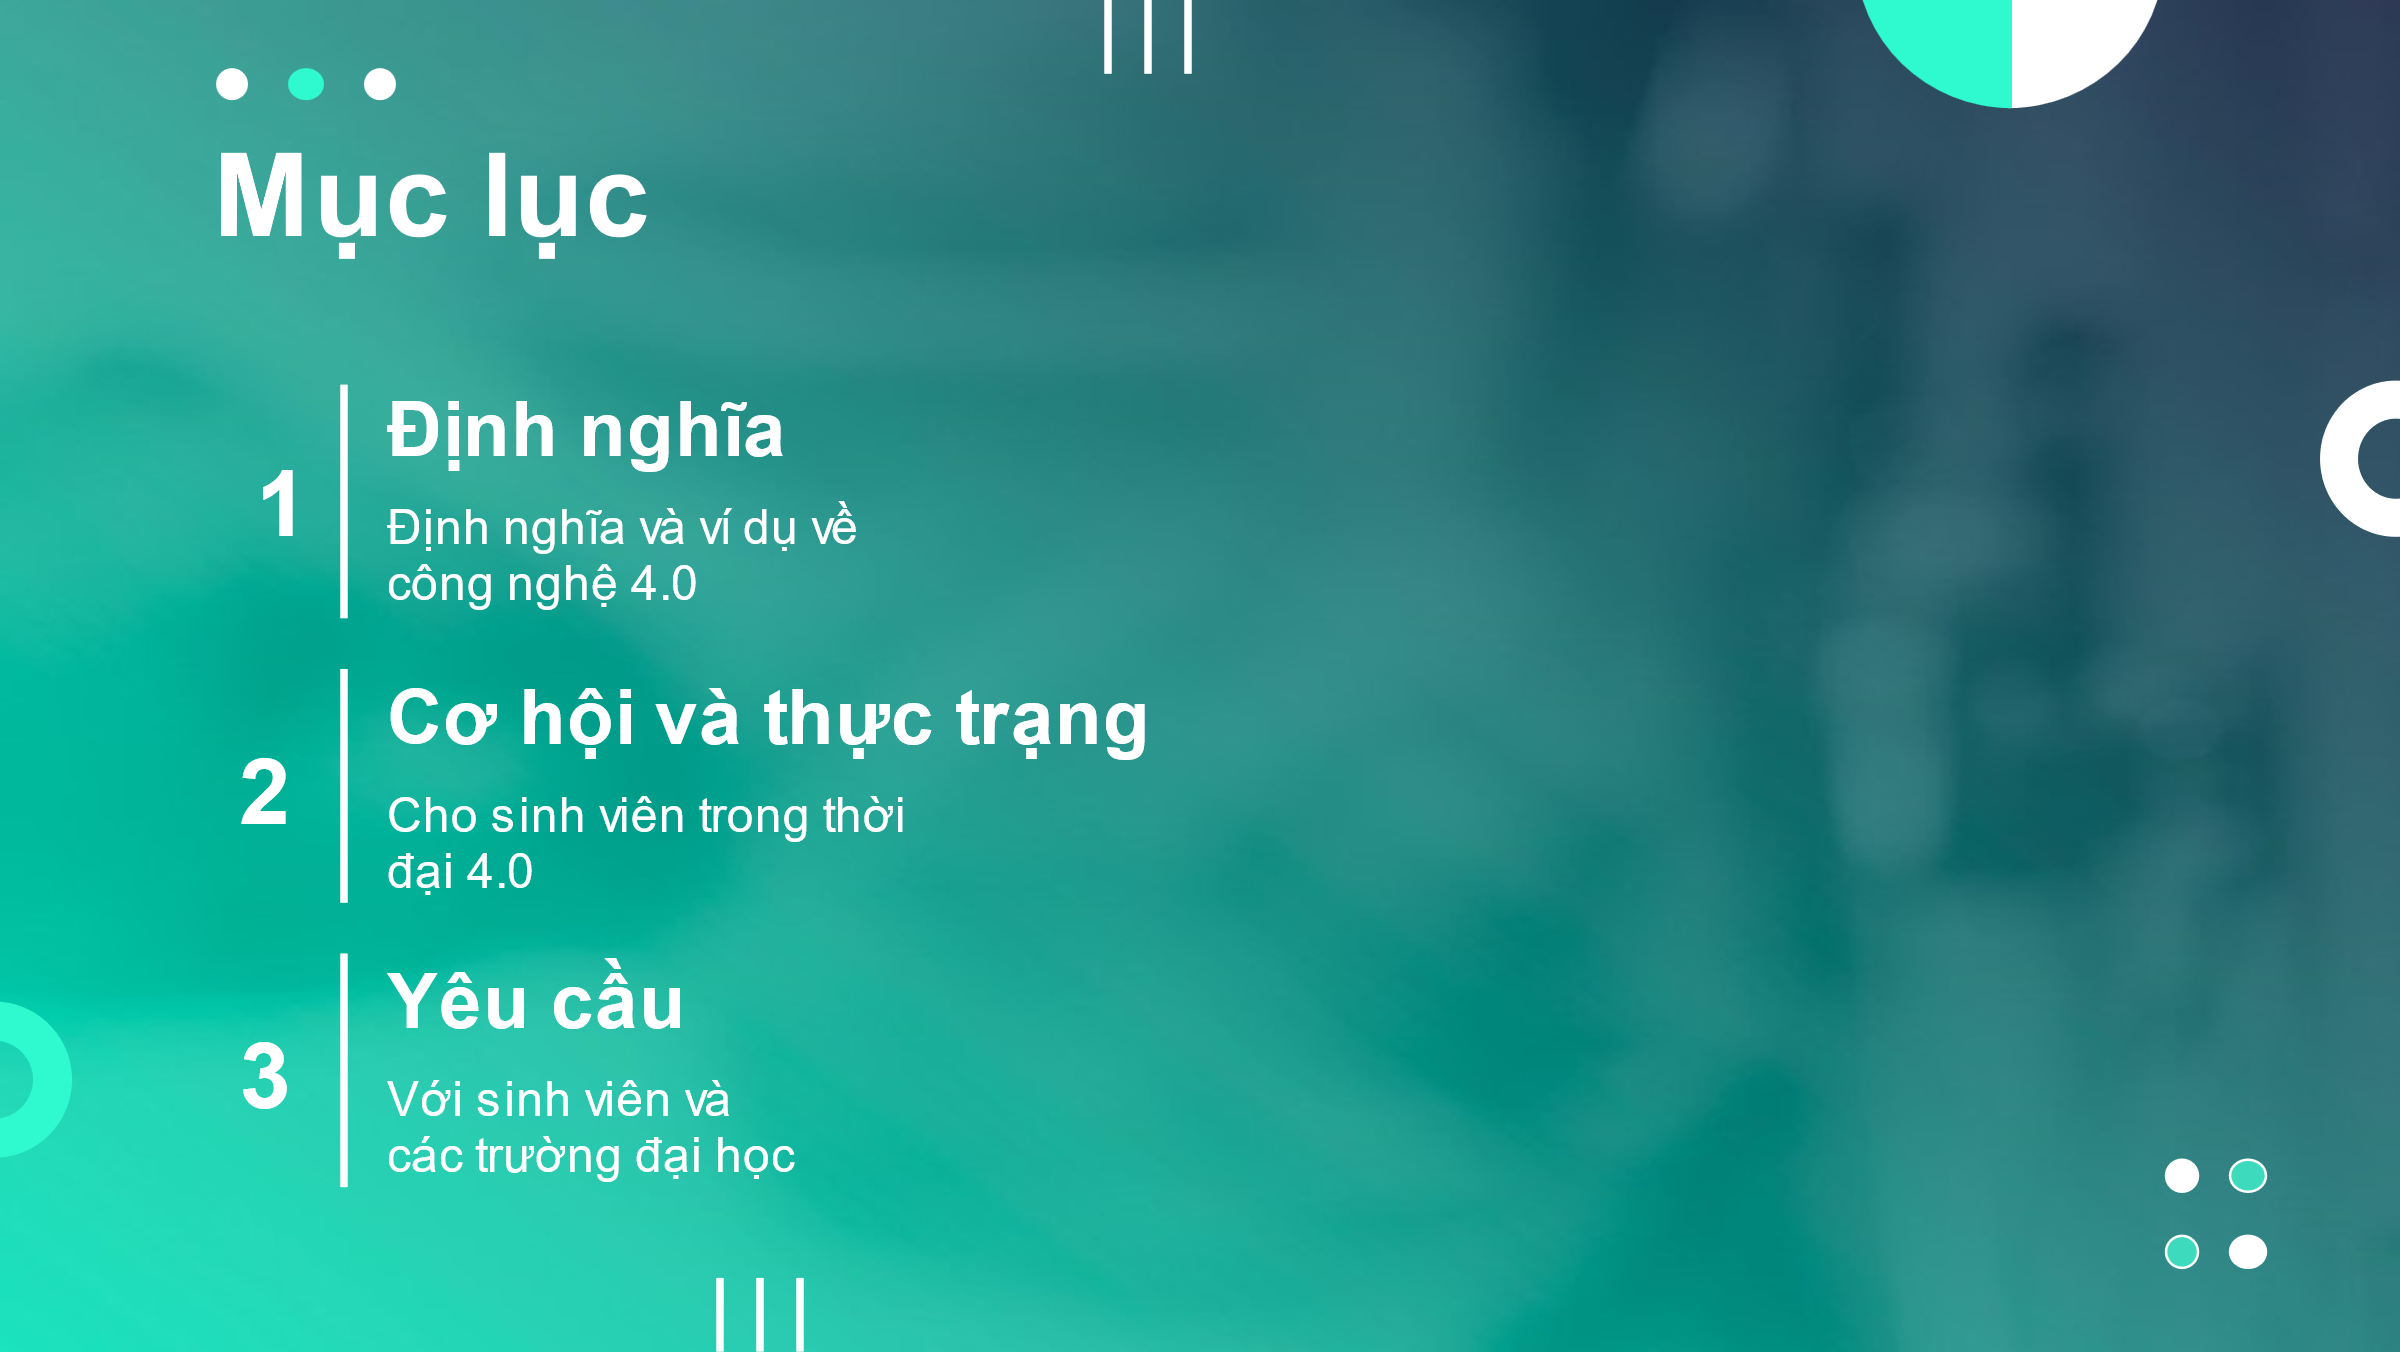 Mục lục
1
Định nghĩa
Định nghĩa và ví dụ về
công nghệ 4.0
2
Cơ hội và thực trạng
Cho sinh viên trong thời
đại 4.0
3
Yêu cầu
Với sinh viên và
các trường đại học